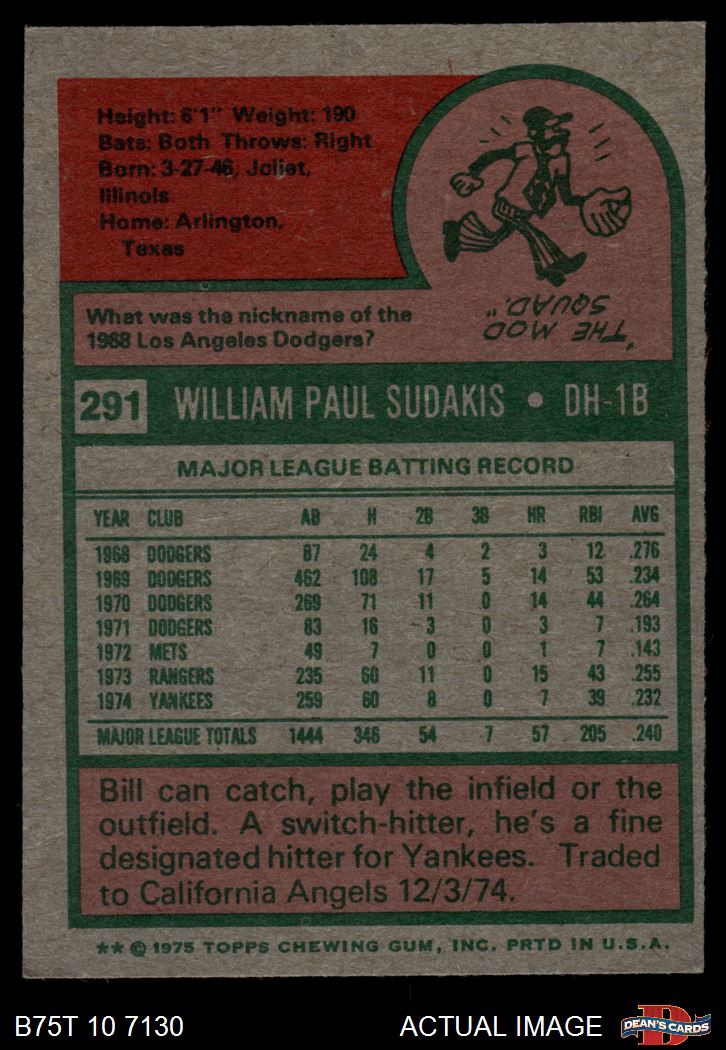 Height: 6'1" Weight: 190
Bats: Both Throws: Right
Born: 3-27-46, Joliet,
Illinois
Home: Arlington,
Texas
What was the nickname of the
1968 Los Angeles Dodgers?
"THE MOD
SQUAD."
291 WILLIAM PAUL SUDAKIS • DH-1B
MAJOR LEAGUE BATTING RECORD
YEAR CLUB AB H 2B 3B HR RBI AVG
1968 DODGERS 87 24 4 2 3 12 .276
1969 DODGERS 462 108 17 5 14 53 .234
1970 DODGERS 269 71 11 0 14 44 .264
1971 DODGERS 83 16 3 0 3 7 .193
1972 METS 49 7 0 0 1 7 .143
1973 RANGERS 235 60 11 0 15 43 .255
1974 YANKEES 259 60 8 0 7 39 .232
MAJOR LEAGUE TOTALS 1444 346 54 7 57 205 .240
Bill can catch, play the infield or the
outfield. A switch-hitter, he's a fine
designated hitter for Yankees. Traded
to California Angels 12/3/74.
** © 1975 TOPPS CHEWING GUM, INC. PRTD IN U.S.A.
B75T 10 7130 ACTUAL IMAGE DEAN'S CARDS